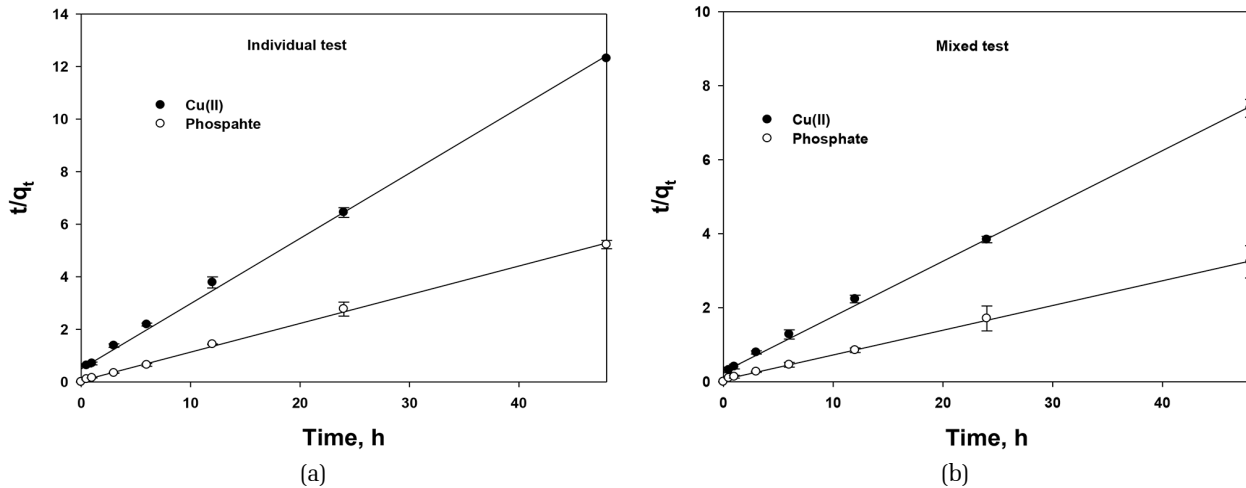 14
12
10
8
6
4
2
0
t/qt
Individual test
Cu(II)
Phospahte
0
10
20
30
40
Time, h
(a)
10
8
6
4
2
0
t/qt
Mixed test
Cu(II)
Phosphate
0
10
20
30
40
Time, h
(b)